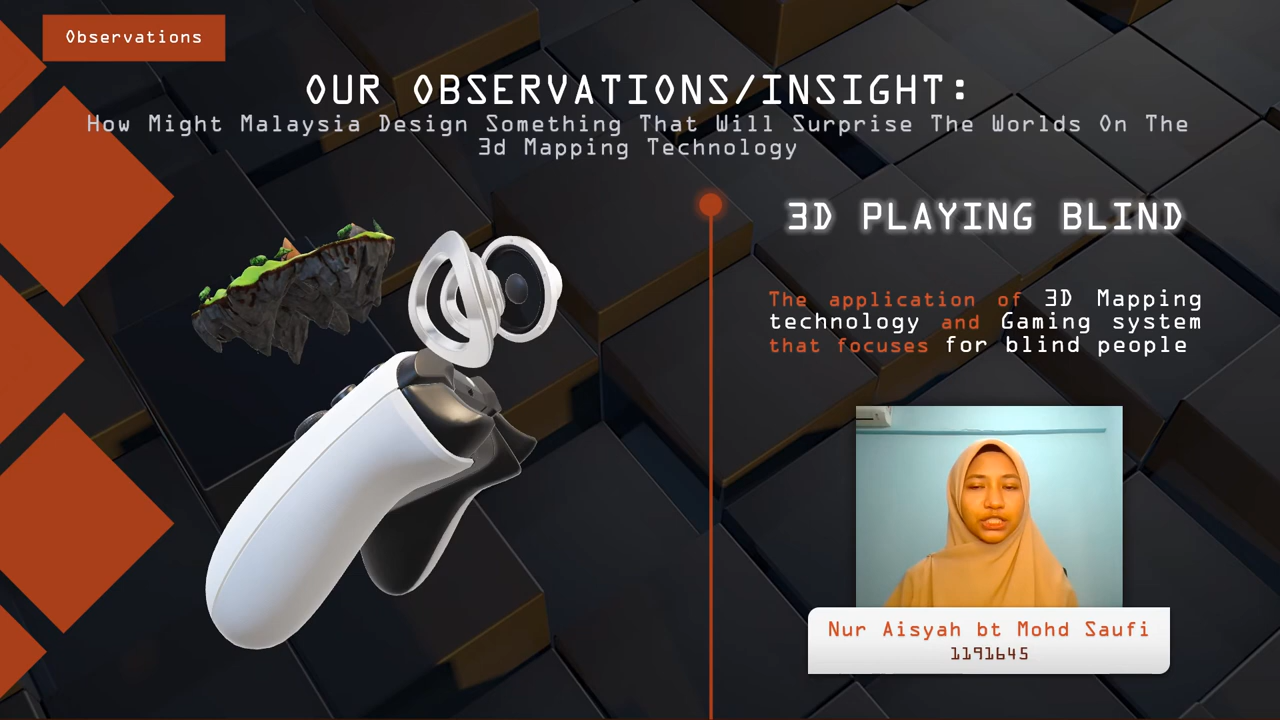 Observations
OUR OBSERVATIONS/INSIGHT:
How Might Malaysia Design Something That Will Surprise The Worlds On The
3d Mapping Technology
3D PLAYING BLIND
The application of 3D Mapping
technology and Gaming system
that focuses for blind people
Nur Aisyah bt Mohd Saufi
1191645